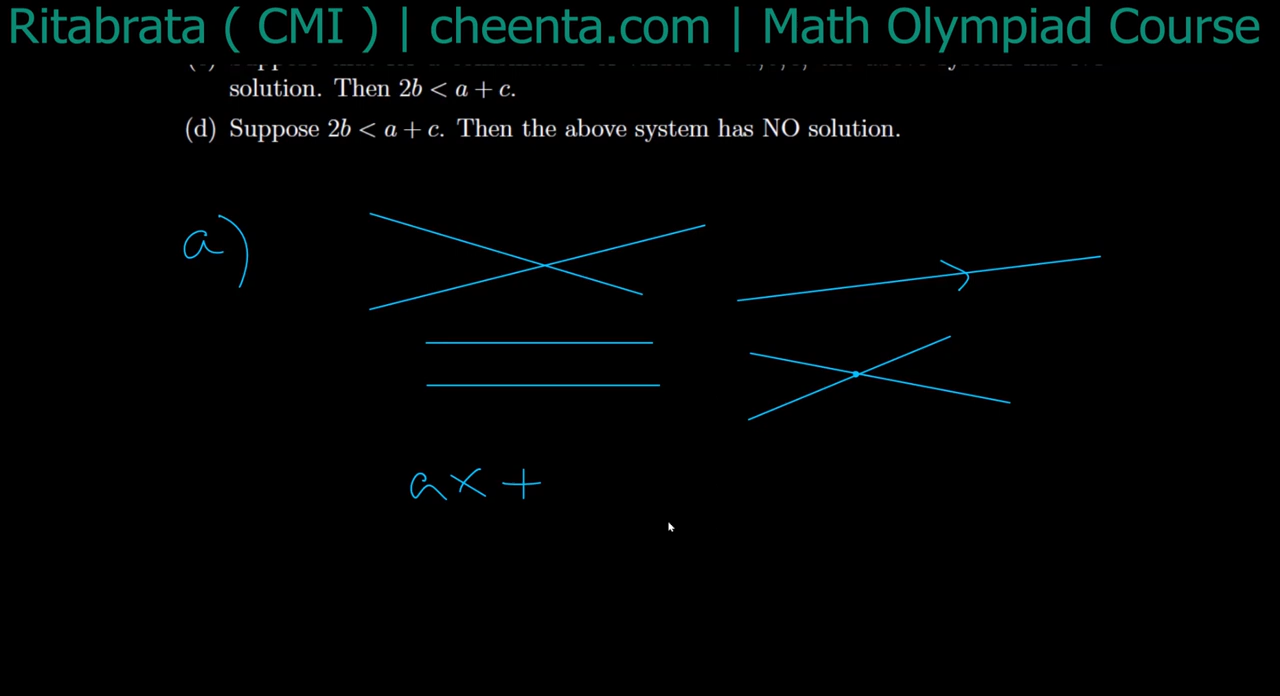 Ritabrata ( CMI ) | cheenta.com | Math Olympiad Course
solution. Then 2b < a + c.
(d) Suppose 2b < a + c. Then the above system has NO solution.
a)
ax +